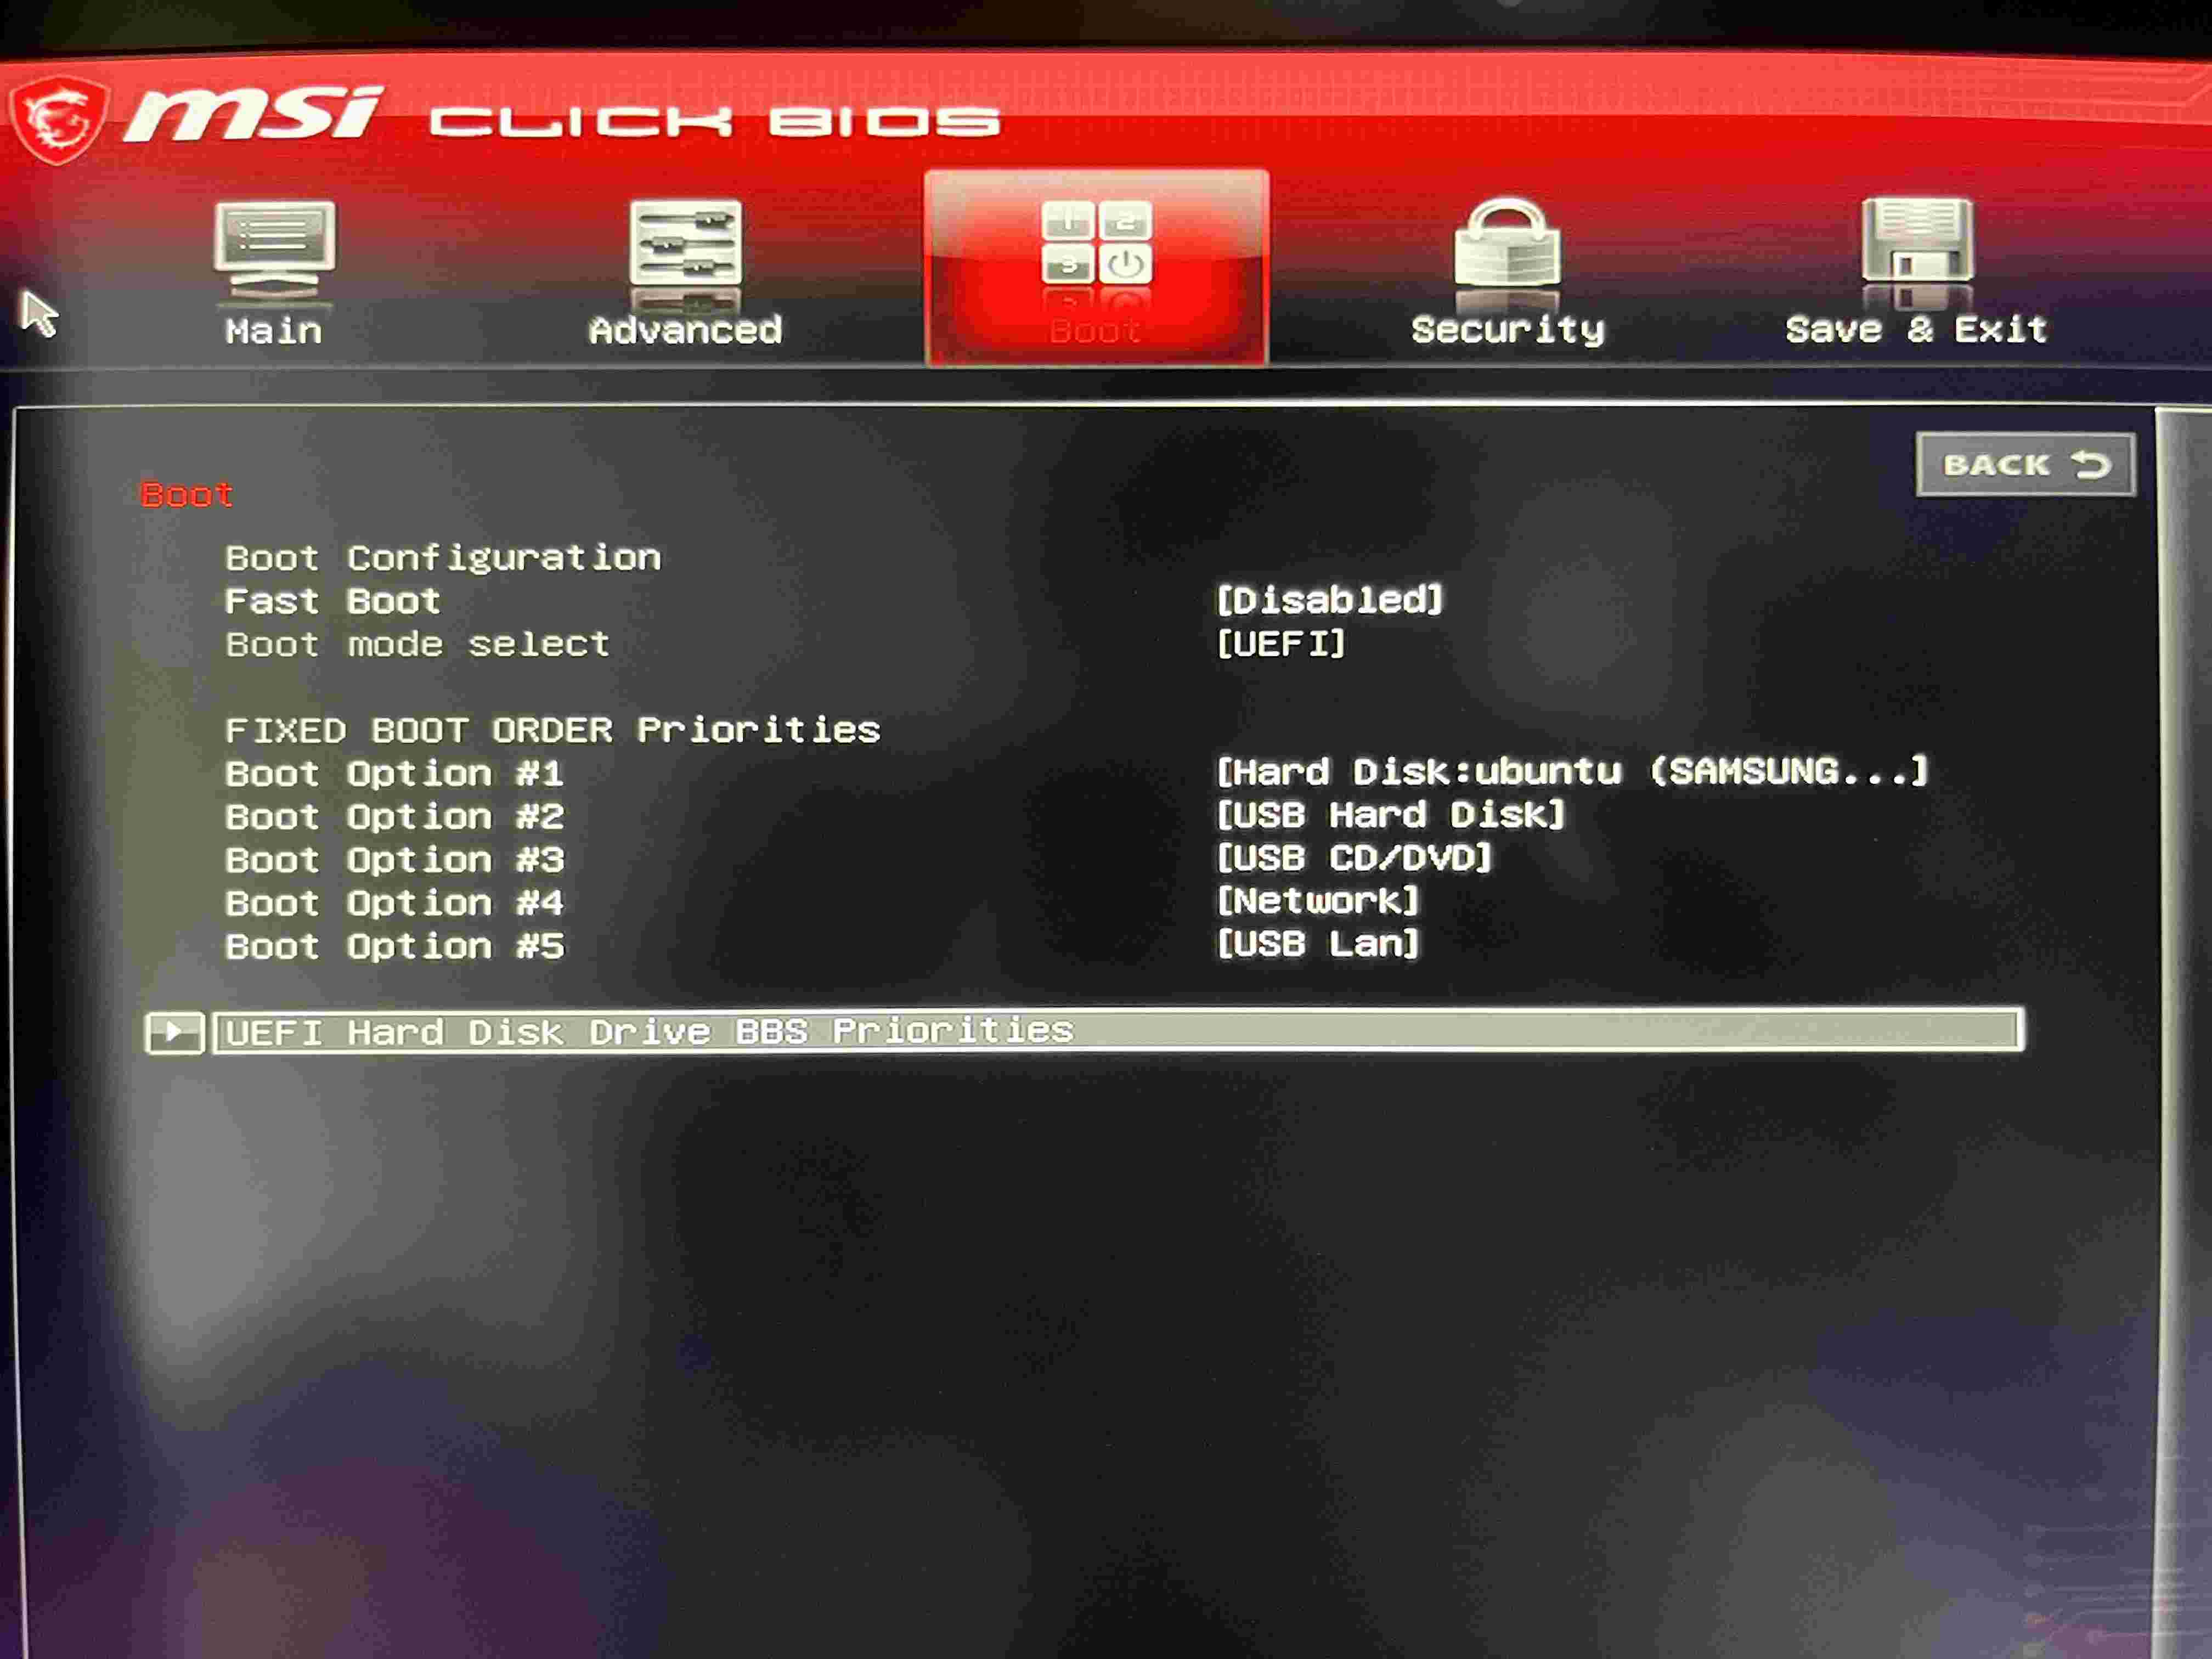 msi CLICK BIOS
1 2
3
Main Advanced Boot Security Save & Exit
BACK
Boot
Boot Configuration
Fast Boot [Disabled]
Boot mode select [UEFI]
FIXED BOOT ORDER Priorities
Boot Option #1 [Hard Disk:ubuntu (SAMSUNG...]
Boot Option #2 [USB Hard Disk]
Boot Option #3 [USB CD/DVD]
Boot Option #4 [Network]
Boot Option #5 [USB Lan]
UEFI Hard Disk Drive BBS Priorities